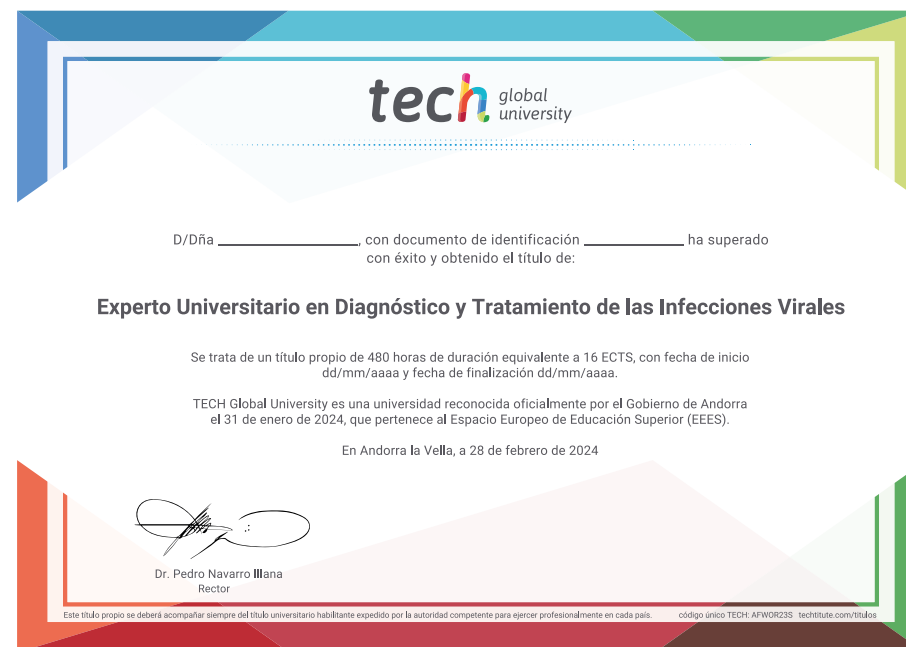 tech global university
D/Dña ______________, con documento de identificación __________ ha superado
con éxito y obtenido el título de:
Experto Universitario en Diagnóstico y Tratamiento de las Infecciones Virales
Se trata de un título propio de 480 horas de duración equivalente a 16 ECTS, con fecha de inicio
dd/mm/aaaa y fecha de finalización dd/mm/aaaa.
TECH Global University es una universidad reconocida oficialmente por el Gobierno de Andorra
el 31 de enero de 2024, que pertenece al Espacio Europeo de Educación Superior (EEES).
En Andorra la Vella, a 28 de febrero de 2024
Dr. Pedro Navarro Illana
Rector
Este título propio se deberá acompañar siempre del título universitario habilitante expedido por la autoridad competente para ejercer profesionalmente en cada país. código único TECH: AFWOR23S techtitute.com/titulos